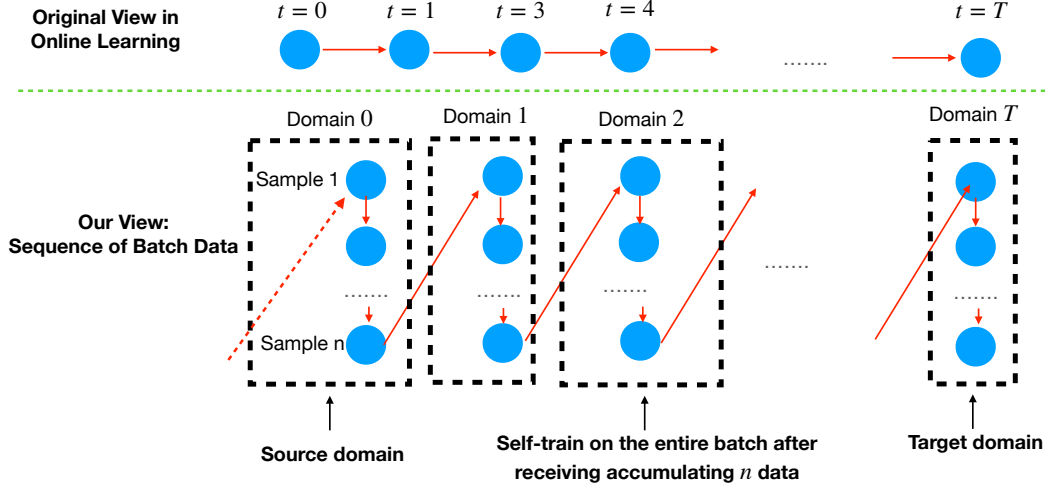 Original View in
Online Learning
t = 0
t = 1
t = 3
t = 4
t = T
.......
Domain 0
Domain 1
Domain 2
Domain T
Sample 1
Our View:
Sequence of Batch Data
.......
.......
.......
.......
.......
Sample n
Source domain
Self-train on the entire batch after
receiving accumulating n data
Target domain